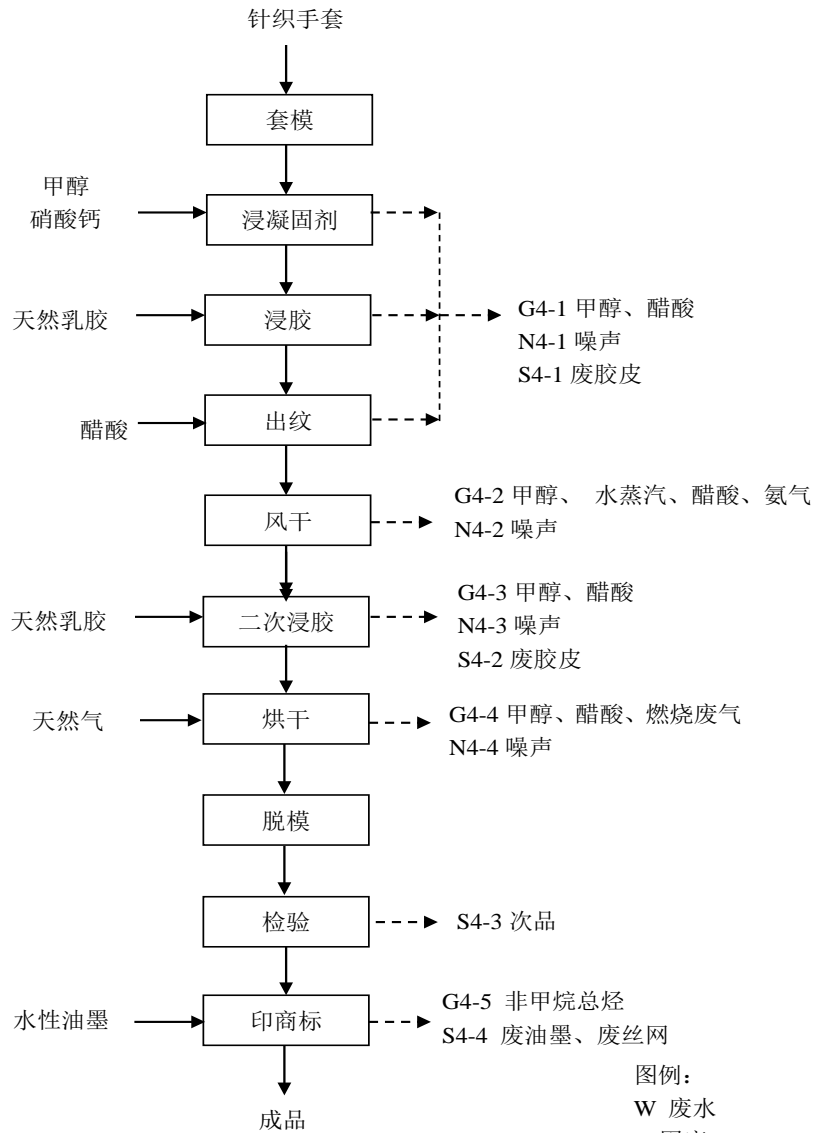 针织手套
套模
甲醇
硝酸钙
浸凝固剂
天然乳胶
浸胶
G4-1 甲醇、醋酸
N4-1 噪声
S4-1 废胶皮
醋酸
出纹
风干
G4-2 甲醇、 水蒸汽、醋酸、氨气
N4-2 噪声
天然乳胶
二次浸胶
G4-3 甲醇、醋酸
N4-3 噪声
S4-2 废胶皮
天然气
烘干
G4-4 甲醇、醋酸、燃烧废气
N4-4 噪声
脱模
检验
S4-3 次品
水性油墨
印商标
G4-5 非甲烷总烃
S4-4 废油墨、废丝网
成品
图例：
W 废水